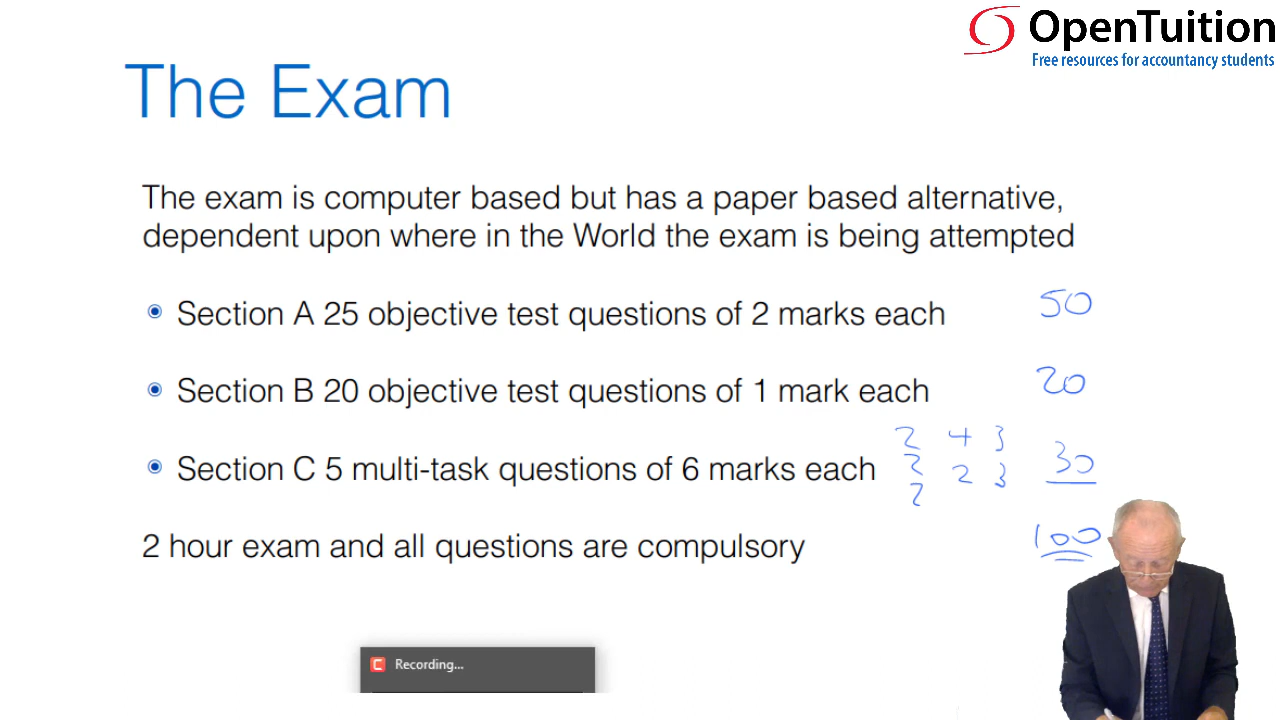 OpenTuition
Free resources for accountancy students
The Exam
The exam is computer based but has a paper based alternative,
dependent upon where in the World the exam is being attempted
Section A 25 objective test questions of 2 marks each 50
Section B 20 objective test questions of 1 mark each 20
2 4 3
Section C 5 multi-task questions of 6 marks each 2 2 3 30
2
2 hour exam and all questions are compulsory 100
Recording...